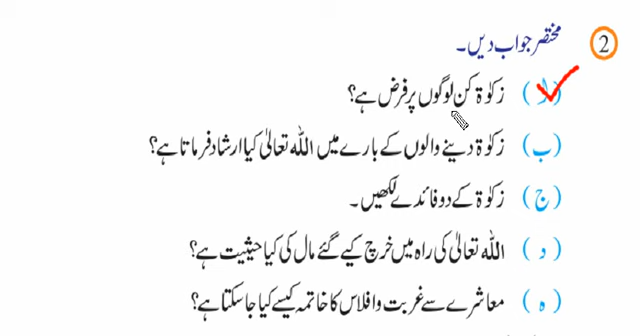 2 مختصر جواب دیں۔
(لا) زکوٰۃ کن لوگوں پر فرض ہے؟
(ب) زکوٰۃ دینے والوں کے بارے میں اللہ تعالیٰ کیا ارشاد فرماتا ہے؟
(ج) زکوٰۃ کے دو فائدے لکھیں۔
(د) اللہ تعالیٰ کی راہ میں خرچ کیے گئے مال کی کیا حیثیت ہے؟
(ہ) معاشرے سے غربت و افلاس کا خاتمہ کیسے کیا جا سکتا ہے؟